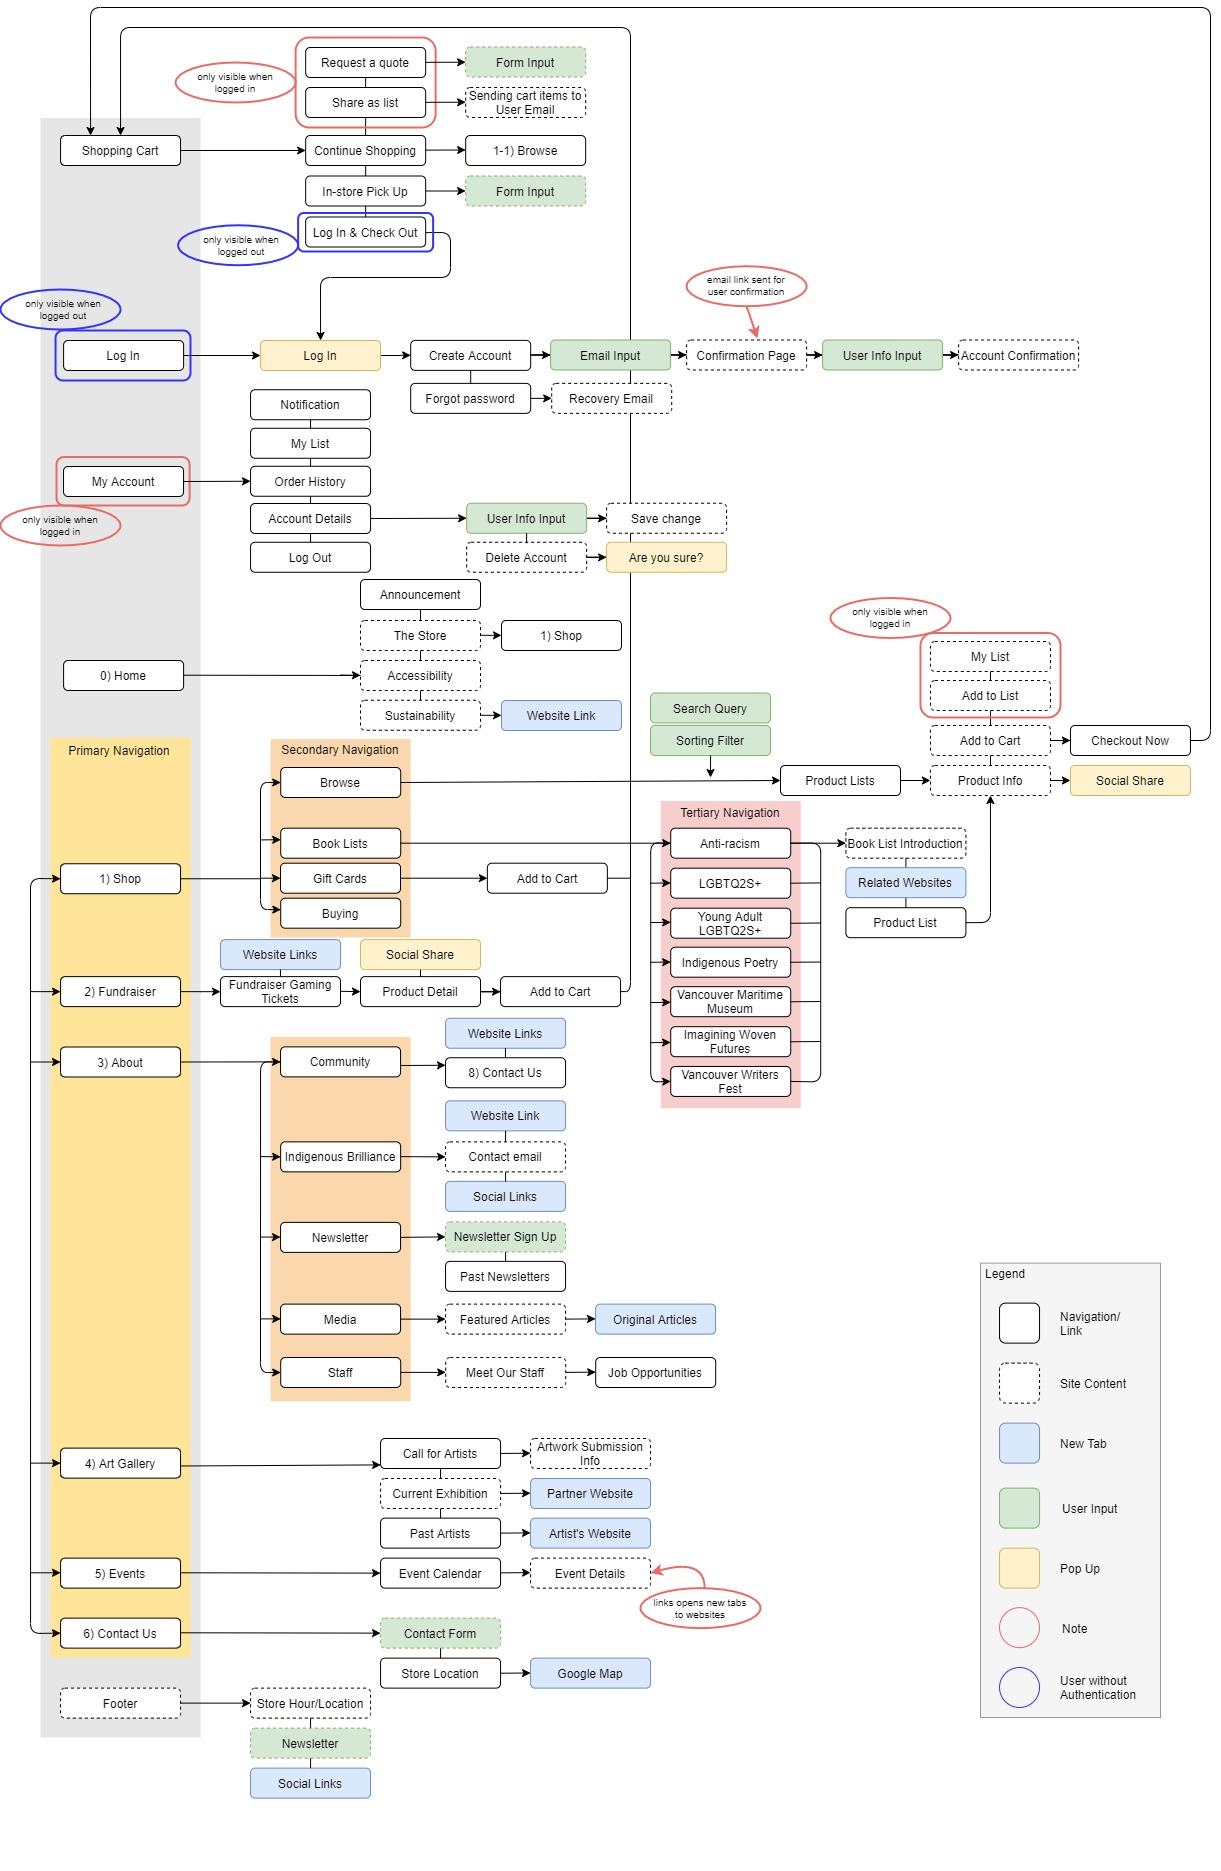 Request a quote
Form Input
only visible when
logged in
Share as list
Sending cart items to
User Email
Shopping Cart
Continue Shopping
1-1) Browse
In-store Pick Up
Form Input
Log In & Check Out
only visible when
logged out
email link sent for
user confirmation
only visible when
logged out
Log In
Log In
Create Account
Email Input
Confirmation Page
User Info Input
Account Confirmation
Forgot password
Recovery Email
Notification
My List
My Account
Order History
only visible when
logged in
Account Details
User Info Input
Save change
Log Out
Delete Account
Are you sure?
Announcement
only visible when
logged in
The Store
1) Shop
My List
0) Home
Accessibility
Add to List
Sustainability
Website Link
Search Query
Sorting Filter
Add to Cart
Checkout Now
Primary Navigation
Secondary Navigation
Browse
Product Lists
Product Info
Social Share
Tertiary Navigation
Book Lists
Anti-racism
Book List Introduction
1) Shop
Gift Cards
Add to Cart
LGBTQ2S+
Related Websites
Buying
Young Adult
LGBTQ2S+
Product List
Website Links
Social Share
Indigenous Poetry
2) Fundraiser
Fundraiser Gaming
Tickets
Product Detail
Add to Cart
Vancouver Maritime
Museum
Website Links
Imagining Woven
Futures
3) About
Community
8) Contact Us
Vancouver Writers
Fest
Website Link
Indigenous Brilliance
Contact email
Social Links
Newsletter
Newsletter Sign Up
Past Newsletters
Media
Featured Articles
Original Articles
Staff
Meet Our Staff
Job Opportunities
4) Art Gallery
Call for Artists
Artwork Submission
Info
Current Exhibition
Partner Website
Past Artists
Artist's Website
5) Events
Event Calendar
Event Details
links opens new tabs
to websites
6) Contact Us
Contact Form
Store Location
Google Map
Footer
Store Hour/Location
Newsletter
Social Links
Legend
Navigation/
Link
Site Content
New Tab
User Input
Pop Up
Note
User without
Authentication